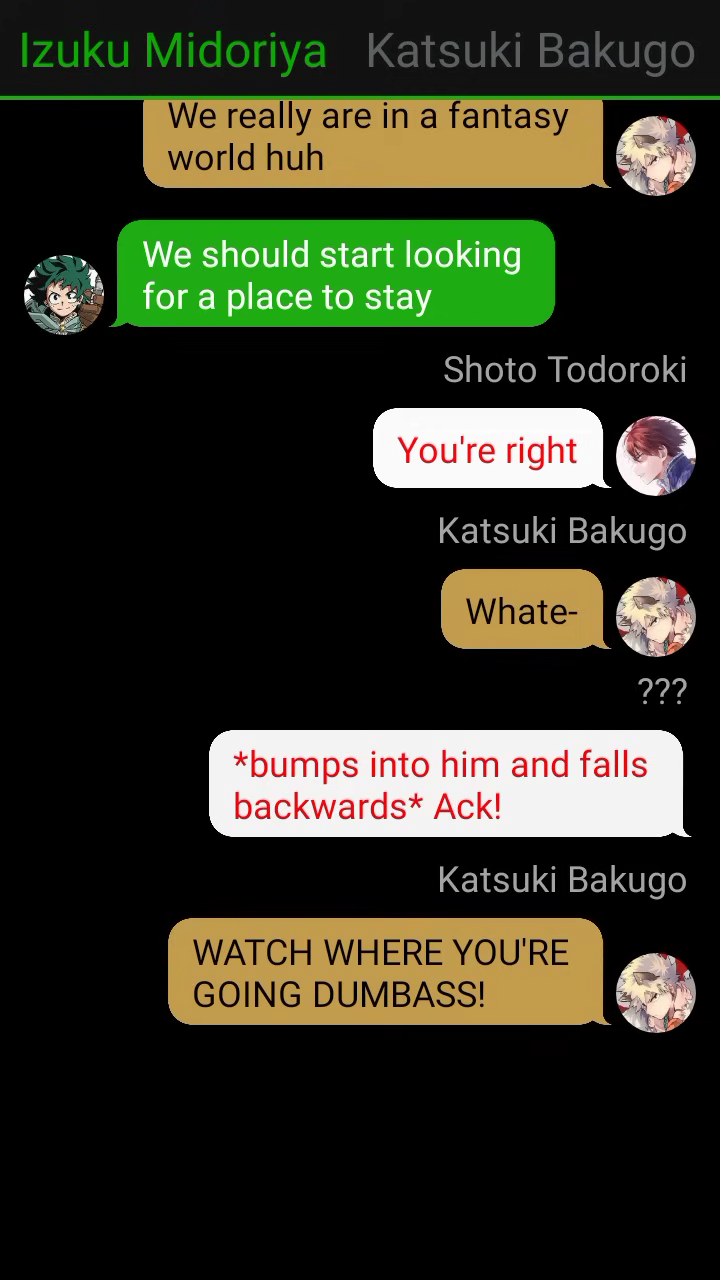 Izuku Midoriya Katsuki Bakugo
We really are in a fantasy
world huh
We should start looking
for a place to stay
Shoto Todoroki
You're right
Katsuki Bakugo
Whate-
???
*bumps into him and falls
backwards* Ack!
Katsuki Bakugo
WATCH WHERE YOU'RE
GOING DUMBASS!